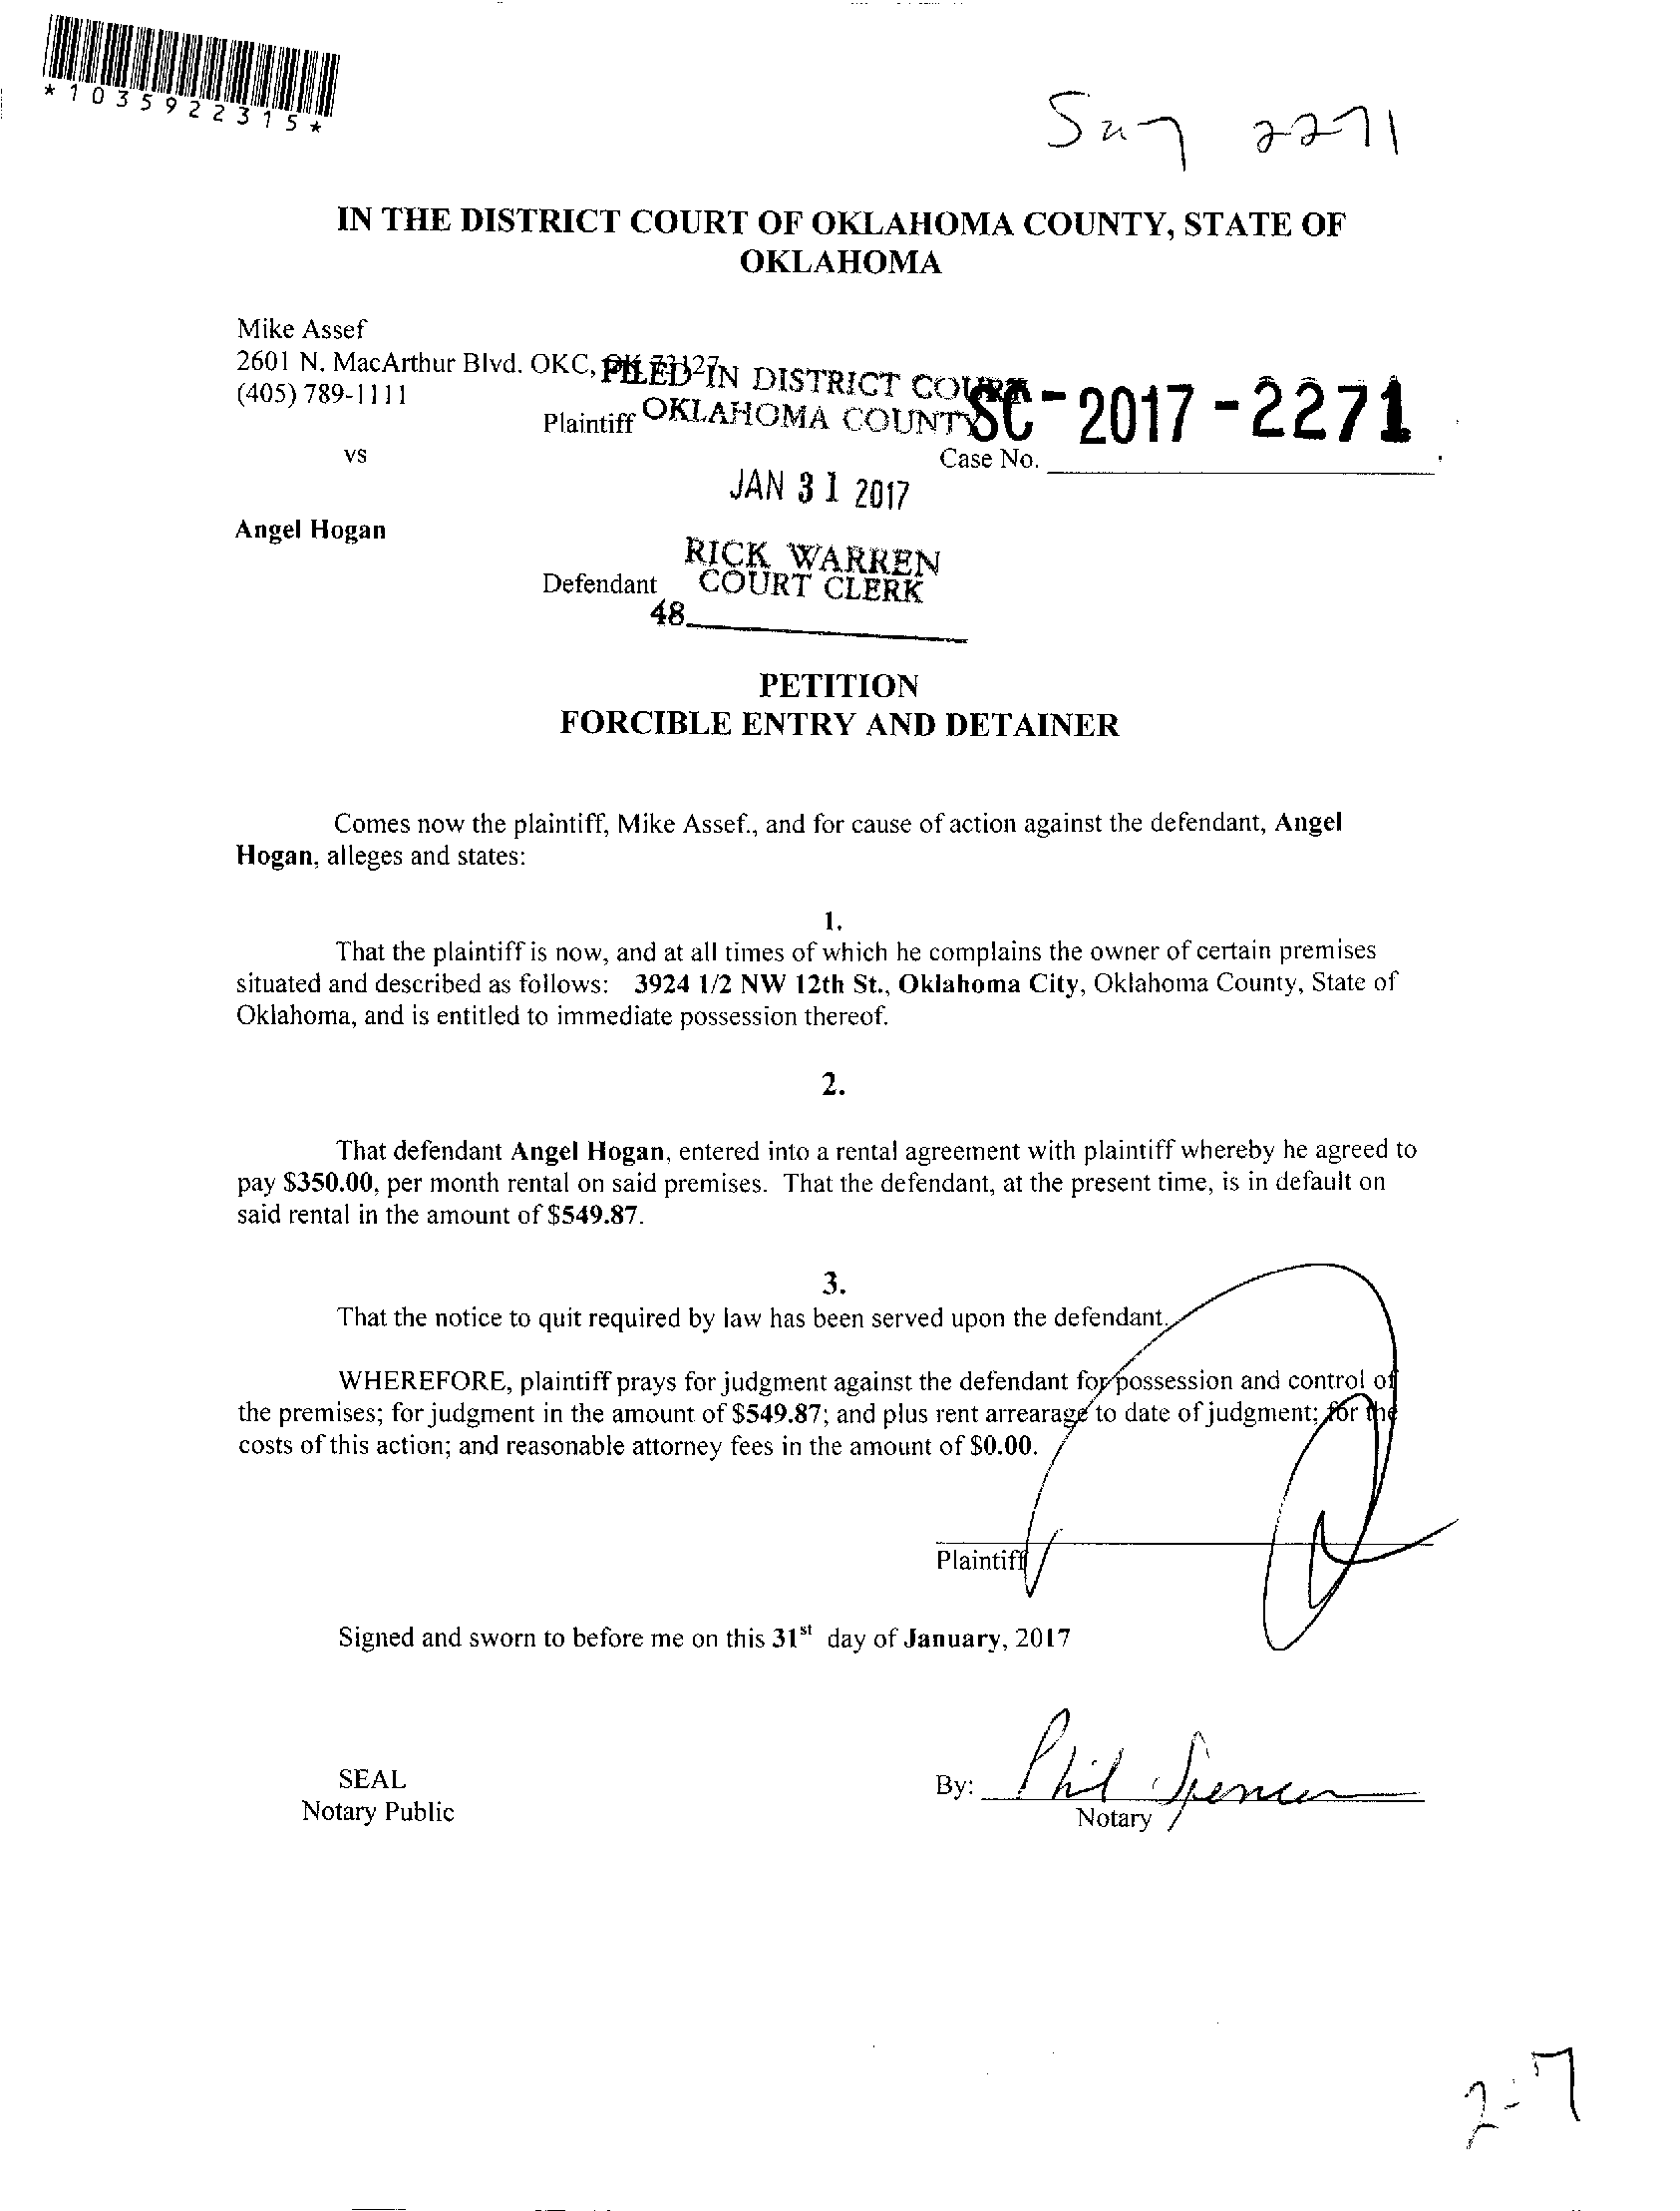 *1035922315*
2271
IN THE DISTRICT COURT OF OKLAHOMA COUNTY, STATE OF
OKLAHOMA
Mike Assef
2601 N. MacArthur Blvd. OKC, OK 73127
(405) 789-1111
FILED IN DISTRICT COURT
OKLAHOMA COUNTY
Plaintiff
SC-2017-2271
vs
Case No.
JAN 31 2017
Angel Hogan
RICK WARREN
COURT CLERK
Defendant
48
PETITION
FORCIBLE ENTRY AND DETAINER
Comes now the plaintiff, Mike Assef., and for cause of action against the defendant, Angel
Hogan, alleges and states:
1.
That the plaintiff is now, and at all times of which he complains the owner of certain premises
situated and described as follows: 3924 1/2 NW 12th St., Oklahoma City, Oklahoma County, State of
Oklahoma, and is entitled to immediate possession thereof.
2.
That defendant Angel Hogan, entered into a rental agreement with plaintiff whereby he agreed to
pay $350.00, per month rental on said premises. That the defendant, at the present time, is in default on
said rental in the amount of $549.87.
3.
That the notice to quit required by law has been served upon the defendant.
WHEREFORE, plaintiff prays for judgment against the defendant for possession and control of
the premises; for judgment in the amount of $549.87; and plus rent arrearage to date of judgment; for the
costs of this action; and reasonable attorney fees in the amount of $0.00.
Plaintiff
Signed and sworn to before me on this 31st day of January, 2017
SEAL
Notary Public
By: Phil Spencer
Notary
2-7